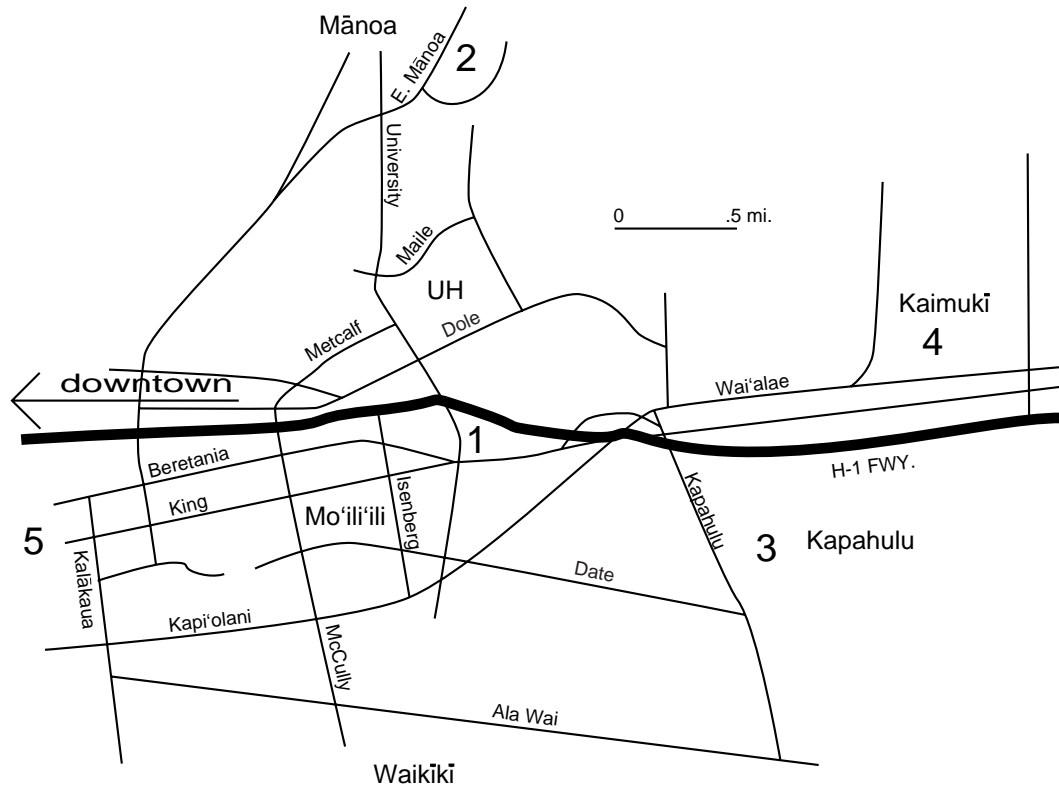 Mānoa
E. Mānoa
2
University
0 .5 mi.
Maile
UH
Kaimukī
4
Metcalf
Dole
downtown
Wai‘alae
1
Beretania
H-1 FWY.
King
Isenberg
Kapahulu
Mo‘ili‘ili
5
3
Kapahulu
Kalākaua
Date
Kapi‘olani
McCully
Ala Wai
Waikīkī